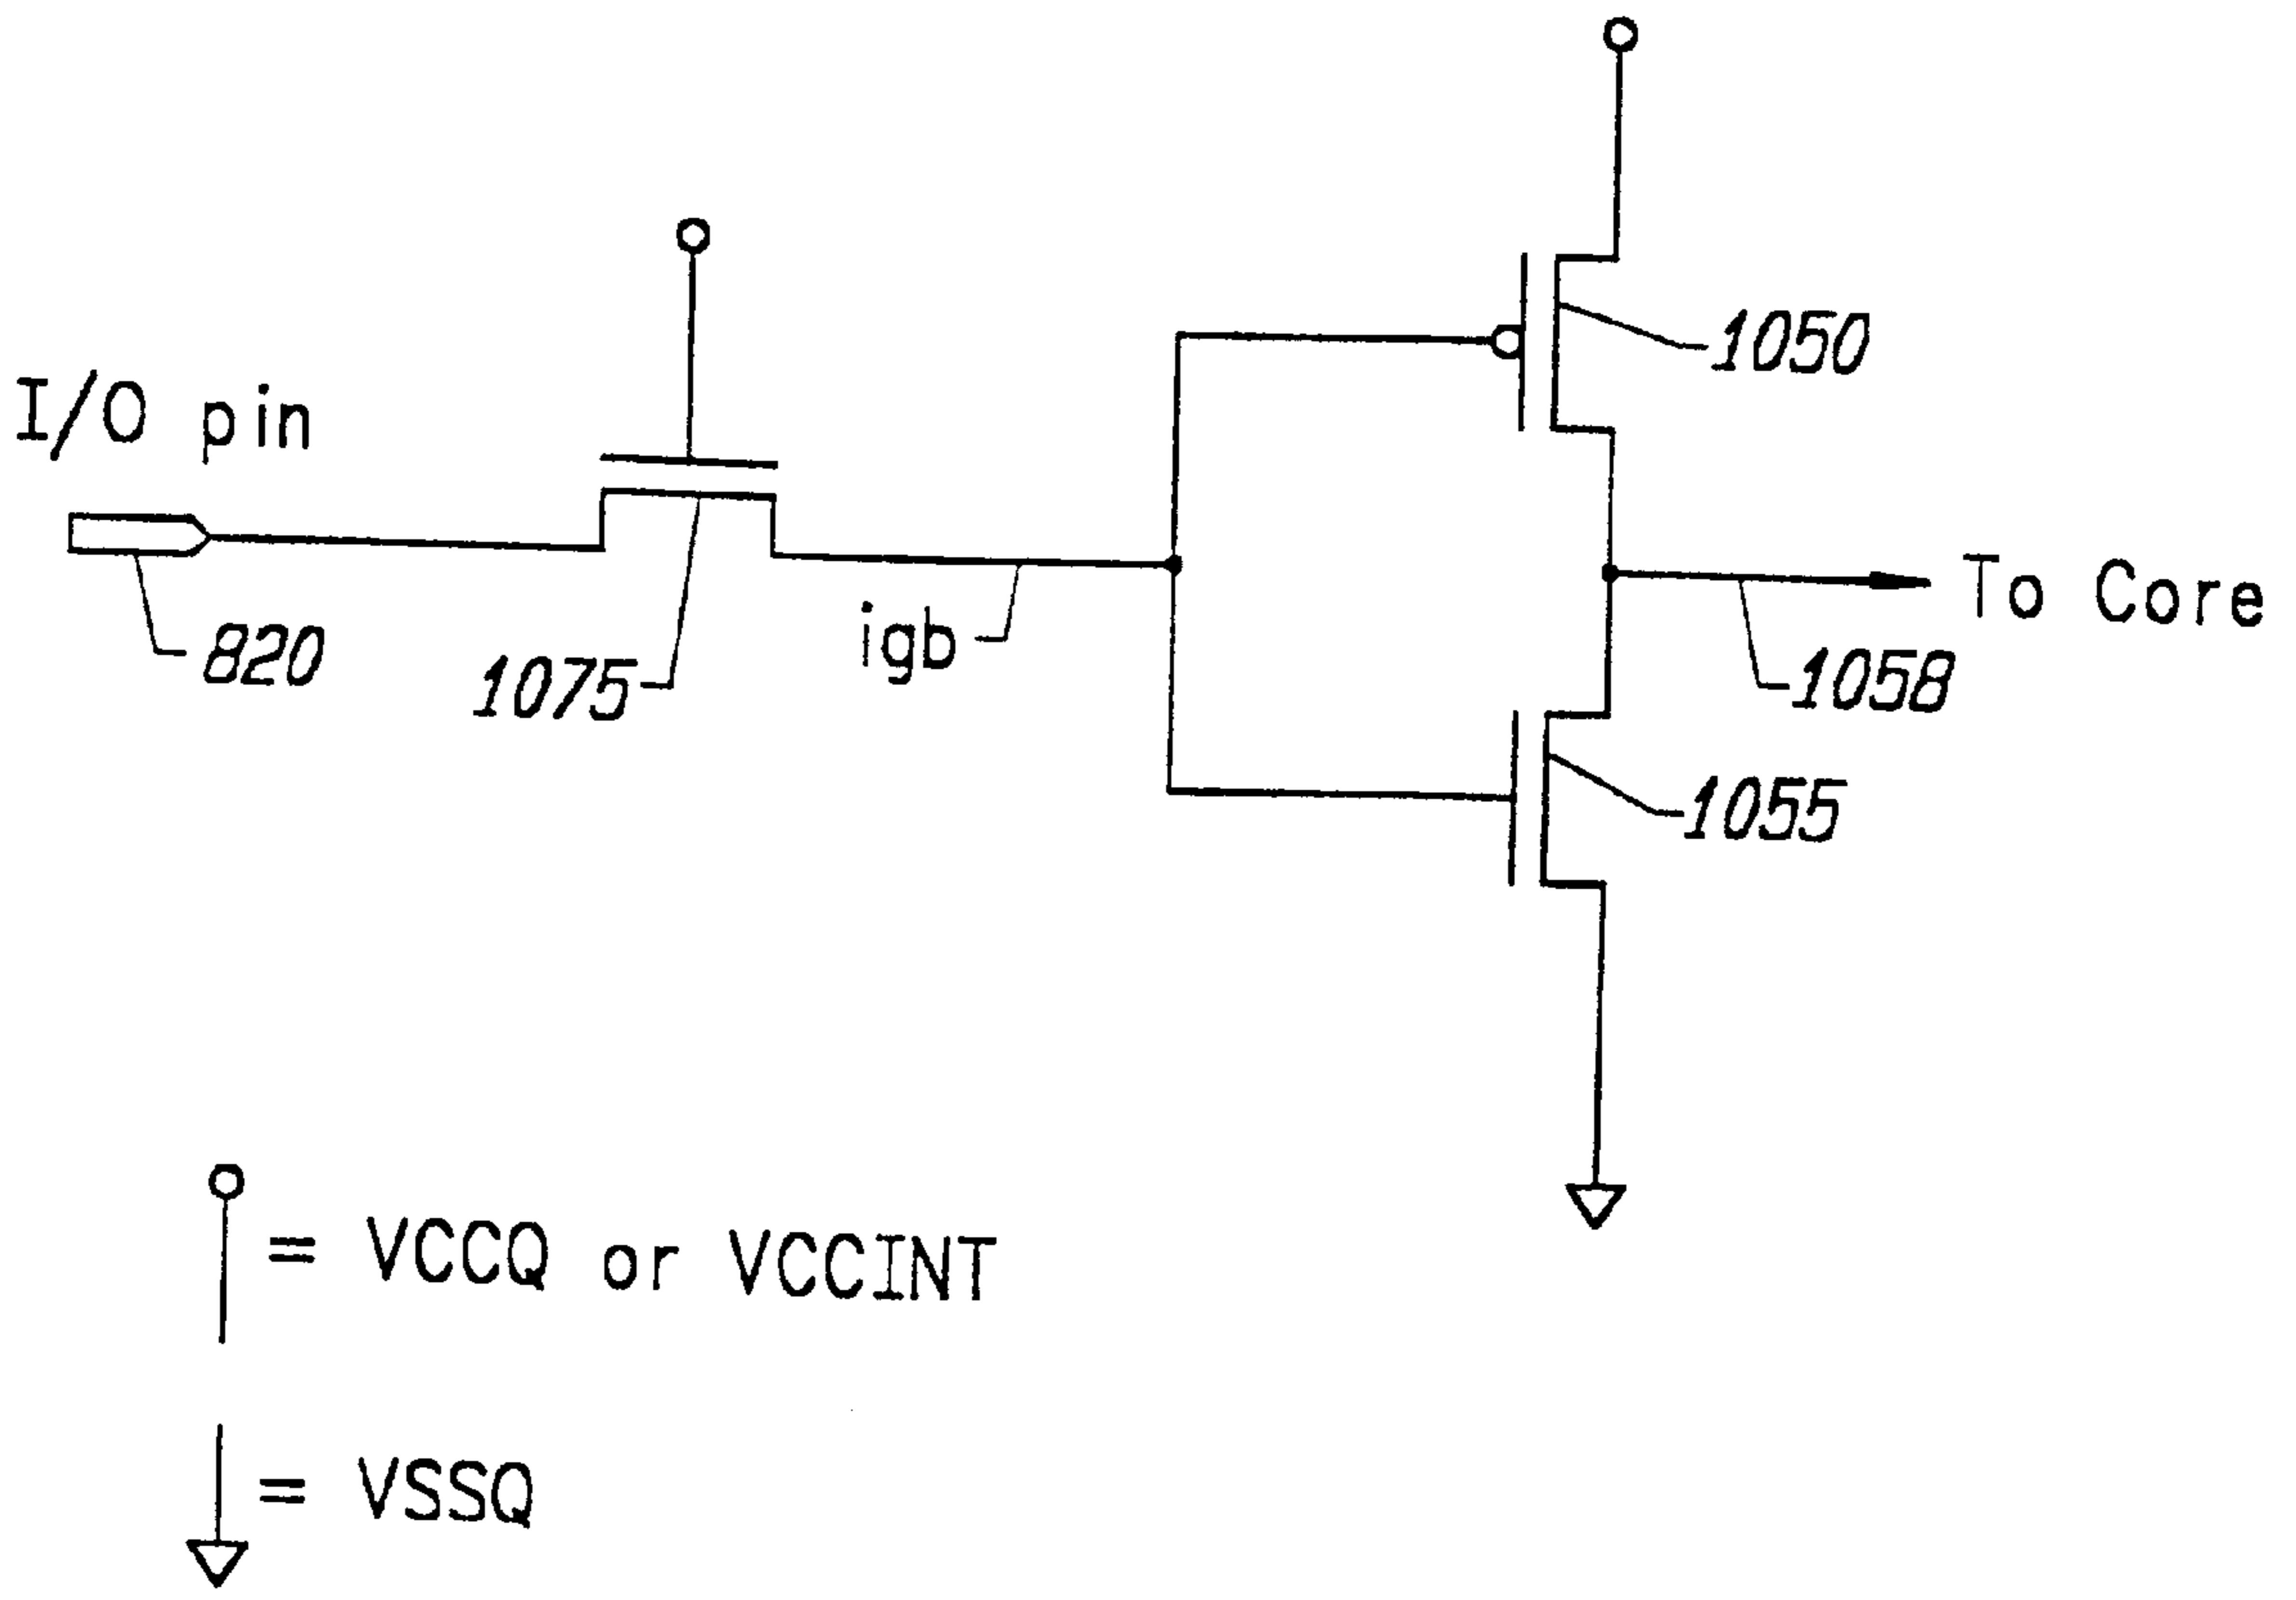 I/O pin
820
1075
igb
1050
To Core
1058
1055
= VCCQ or VCCINT
= VSSQ